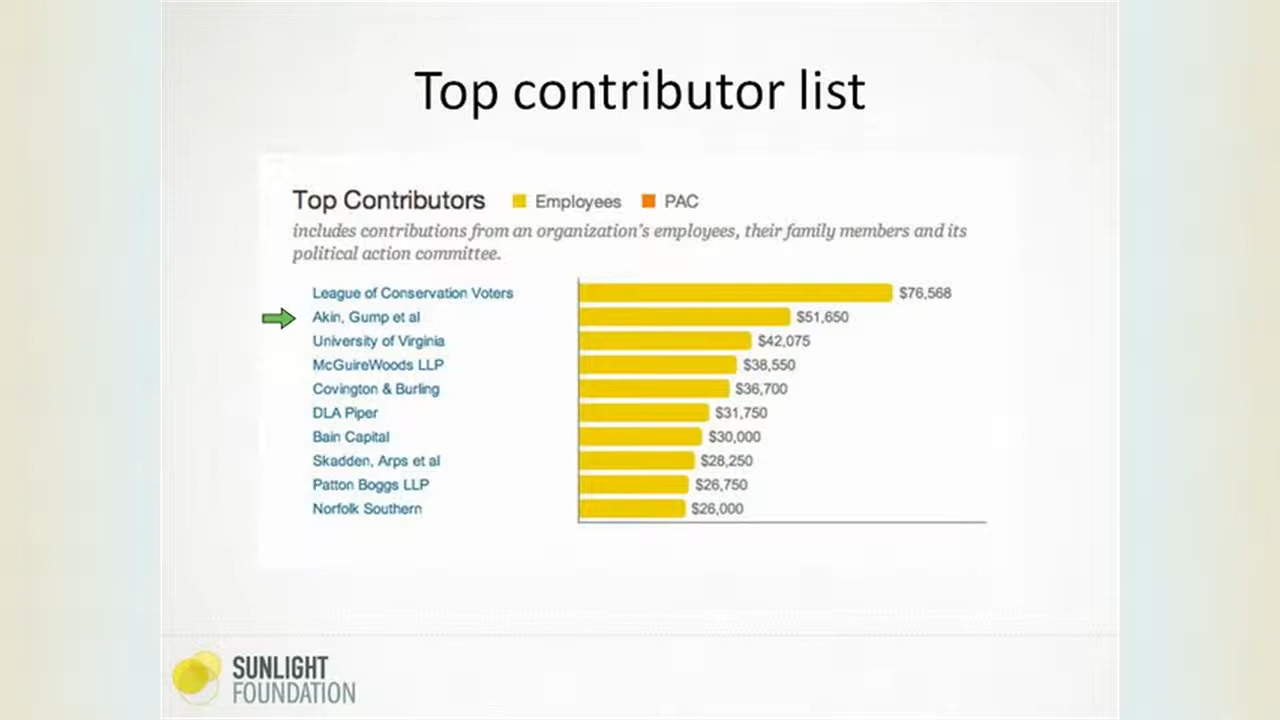 Top contributor list
Top Contributors Employees PAC
includes contributions from an organization's employees, their family members and its
political action committee.
League of Conservation Voters $76,568
Akin, Gump et al $51,650
University of Virginia $42,075
McGuireWoods LLP $38,550
Covington & Burling $36,700
DLA Piper $31,750
Bain Capital $30,000
Skadden, Arps et al $28,250
Patton Boggs LLP $26,750
Norfolk Southern $26,000
SUNLIGHT
FOUNDATION